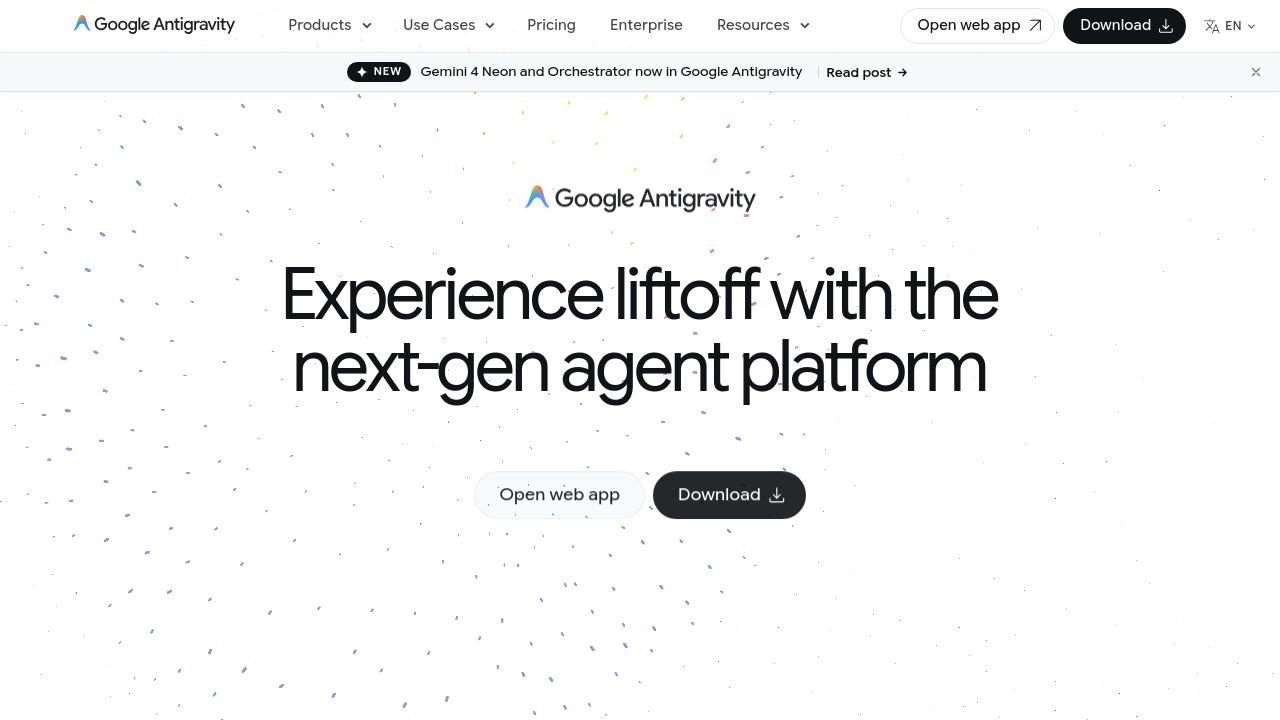 Google Antigravity
Products
Use Cases
Pricing
Enterprise
Resources
Open web app
Download
EN
NEW
Gemini 4 Neon and Orchestrator now in Google Antigravity
Read post →
Google Antigravity
Experience liftoff with the
next-gen agent platform
Open web app
Download